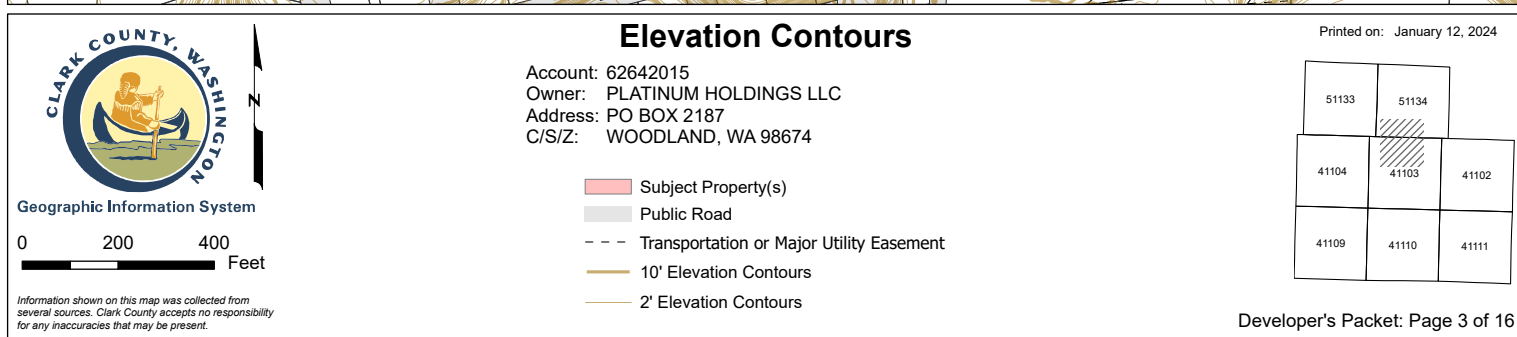 CLARK COUNTY, WASHINGTON
N
Geographic Information System
0 200 400
Feet
Information shown on this map was collected from
several sources. Clark County accepts no responsibility
for any inaccuracies that may be present.
Elevation Contours
Account: 62642015
Owner: PLATINUM HOLDINGS LLC
Address: PO BOX 2187
C/S/Z: WOODLAND, WA 98674
Subject Property(s)
Public Road
Transportation or Major Utility Easement
10' Elevation Contours
2' Elevation Contours
Printed on: January 12, 2024
51133 51134
41104 41103 41102
41109 41110 41111
Developer's Packet: Page 3 of 16